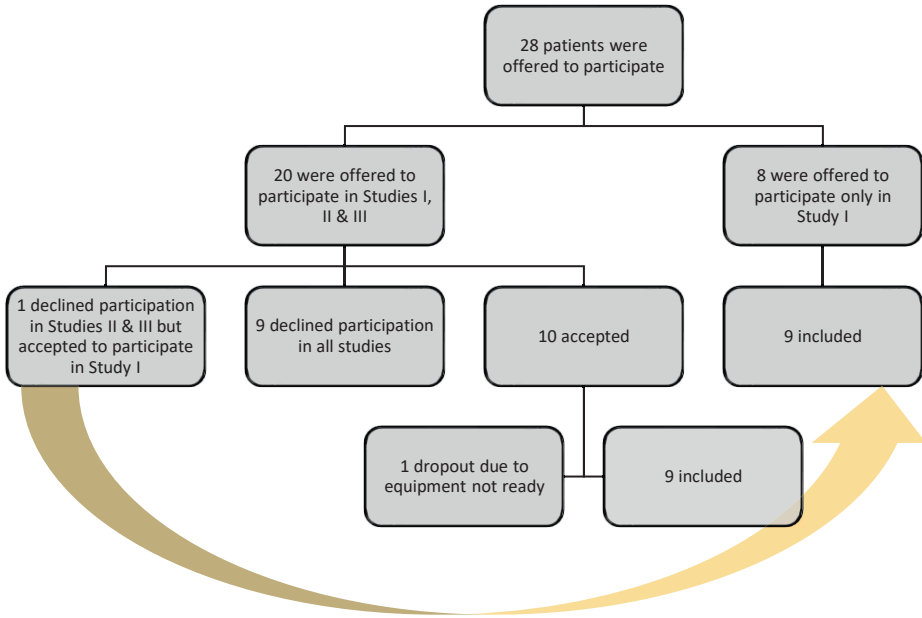 28 patients were
offered to participate
20 were offered to
participate in Studies I,
II & III
8 were offered to
participate only in
Study I
1 declined participation
in Studies II & III but
accepted to participate
in Study I
9 declined participation
in all studies
10 accepted
9 included
1 dropout due to
equipment not ready
9 included